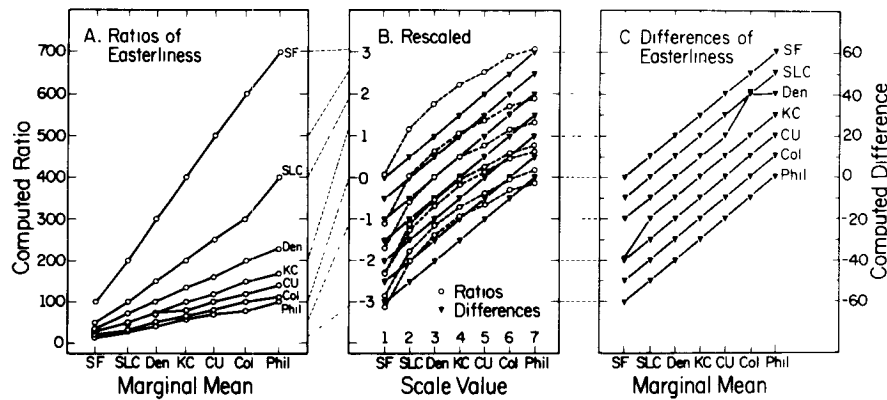 A. Ratios of
Easterliness
700
600
500
400
300
200
100
0
Computed Ratio
SF
SLC
Den
KC
CU
Col
Phil
SF SLC Den KC CU Col Phil
Marginal Mean
B. Rescaled
3
2
1
0
-1
-2
-3
Ratios
Differences
1 2 3 4 5 6 7
SF SLC Den KC CU Col Phil
Scale Value
C Differences of
Easterliness
SF
SLC
Den
KC
CU
Col
Phil
60
40
20
0
-20
-40
-60
Computed Difference
SF SLC Den KC CU Col Phil
Marginal Mean